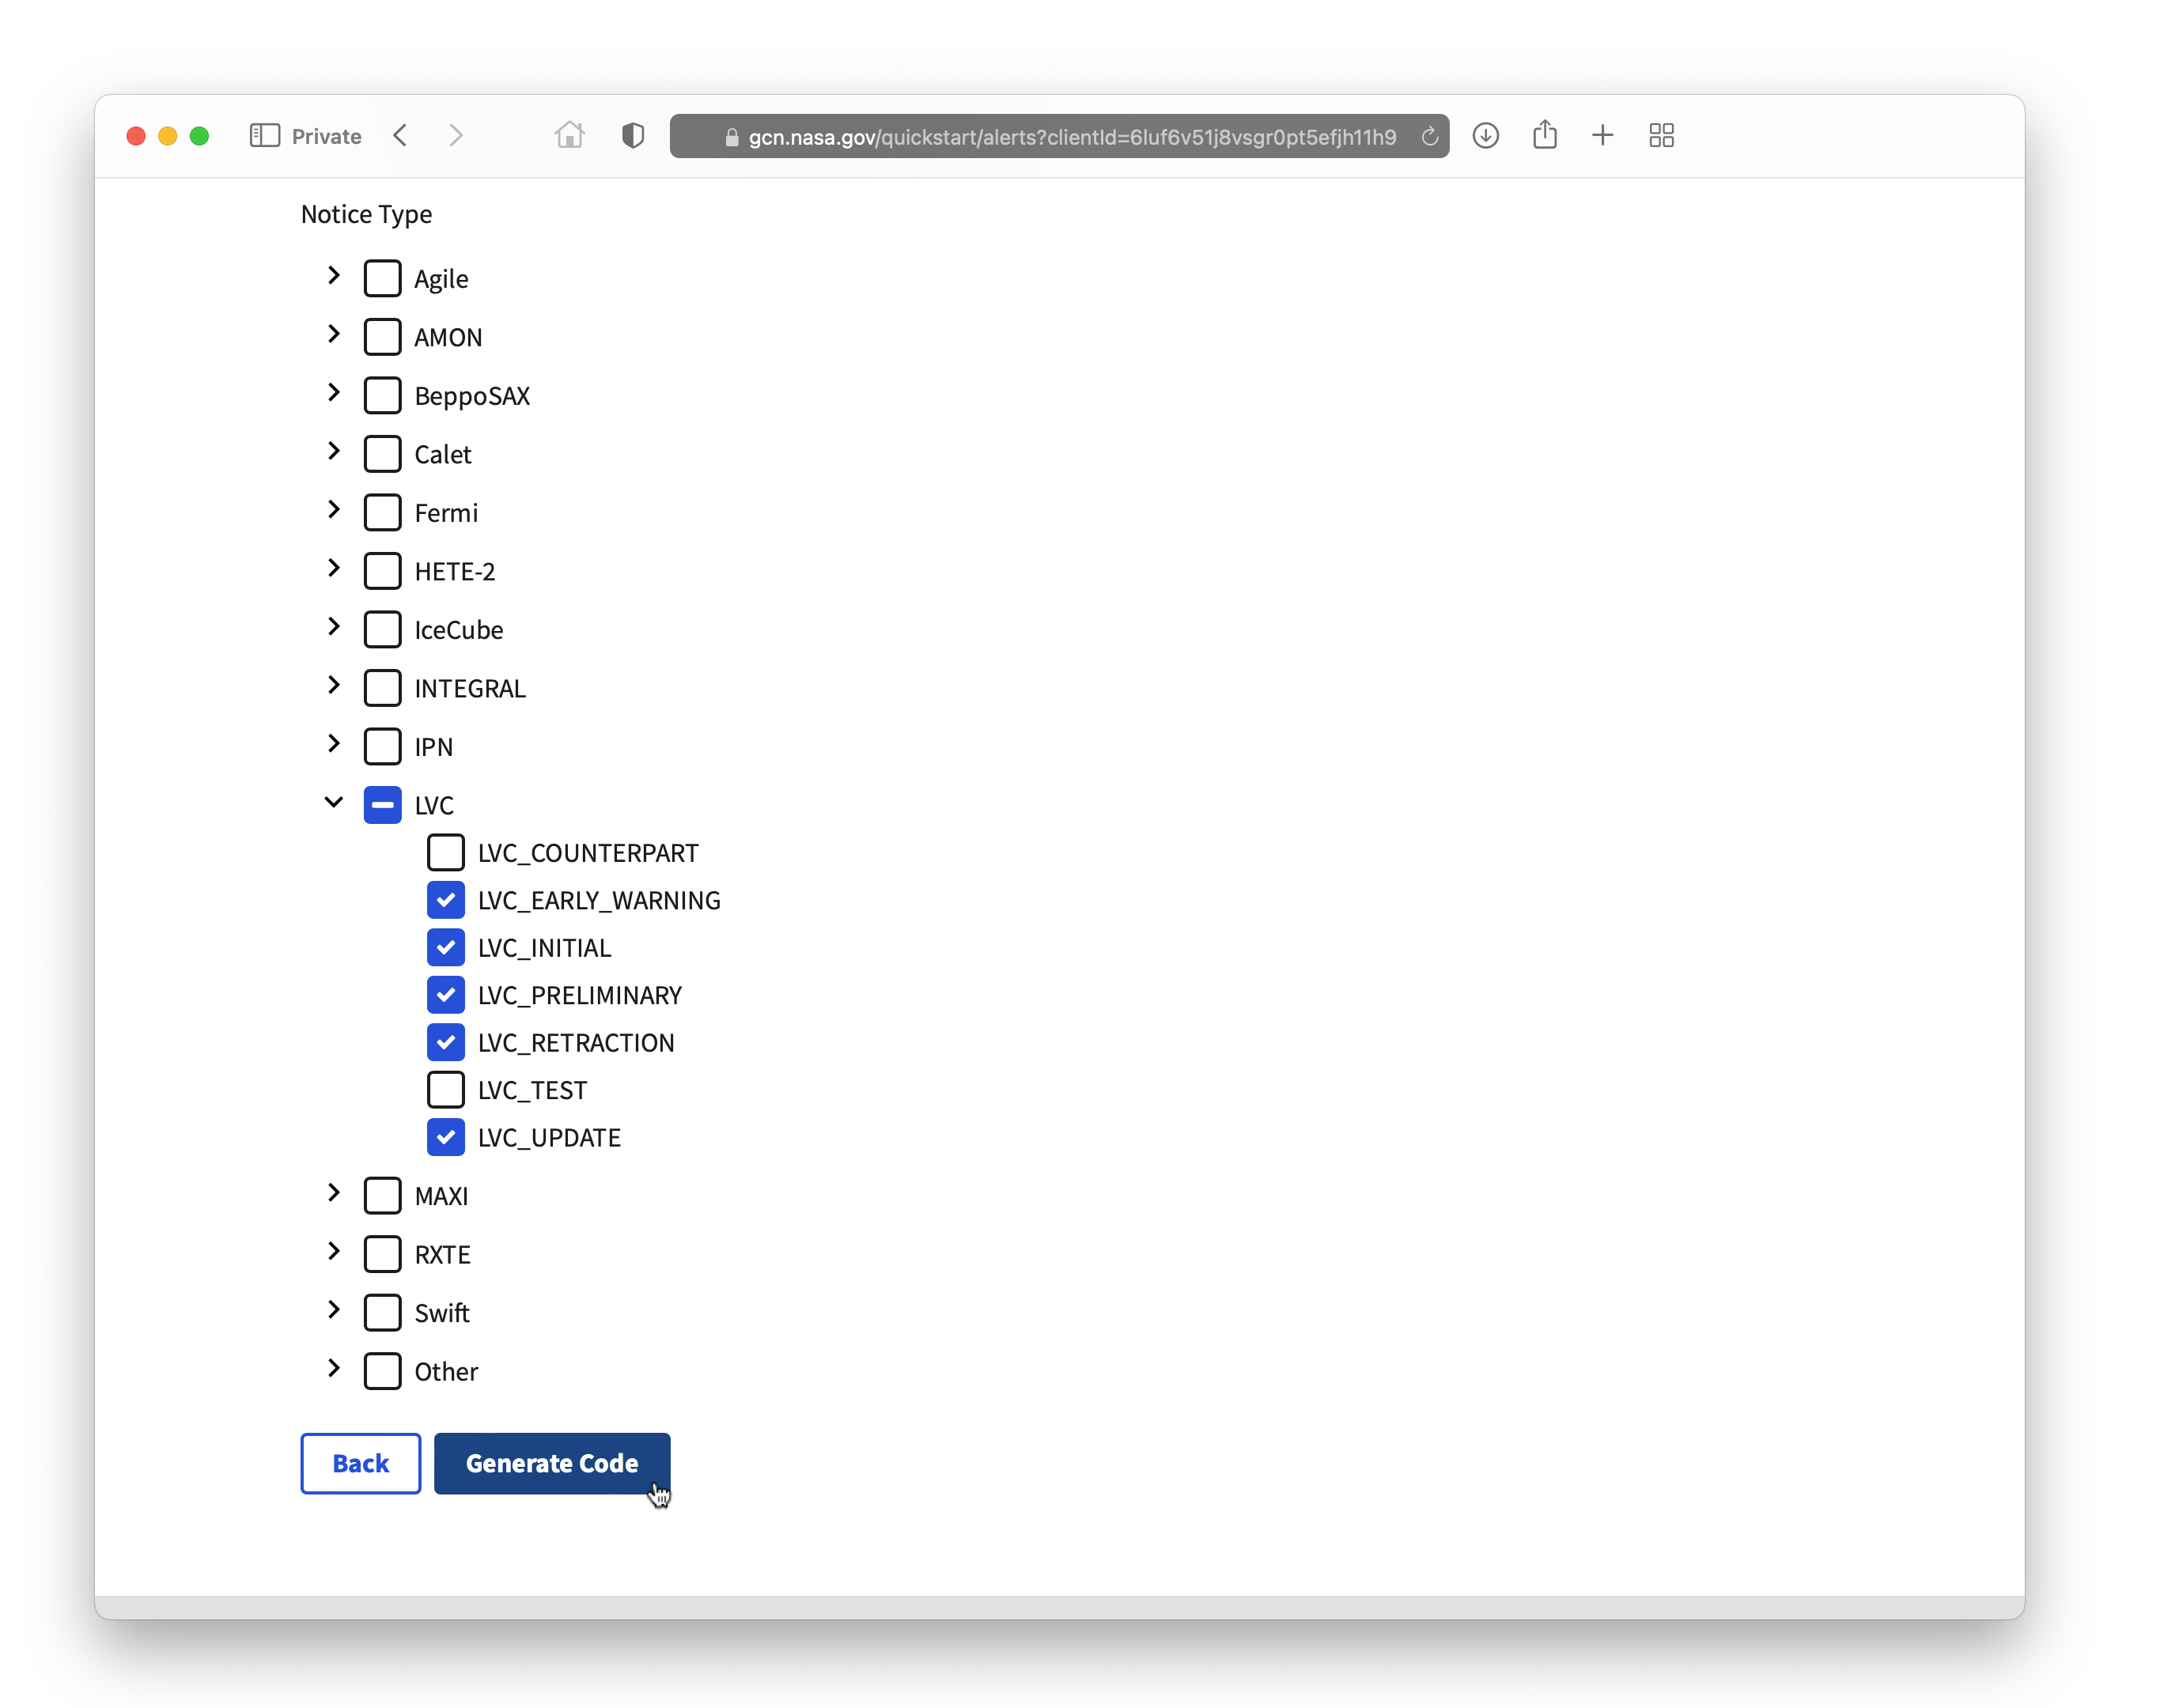 Private
gcn.nasa.gov/quickstart/alerts?clientId=6luf6v51j8vsgr0pt5efjh11h9
Notice Type
Agile
AMON
BeppoSAX
Calet
Fermi
HETE-2
IceCube
INTEGRAL
IPN
LVC
LVC_COUNTERPART
LVC_EARLY_WARNING
LVC_INITIAL
LVC_PRELIMINARY
LVC_RETRACTION
LVC_TEST
LVC_UPDATE
MAXI
RXTE
Swift
Other
Back Generate Code